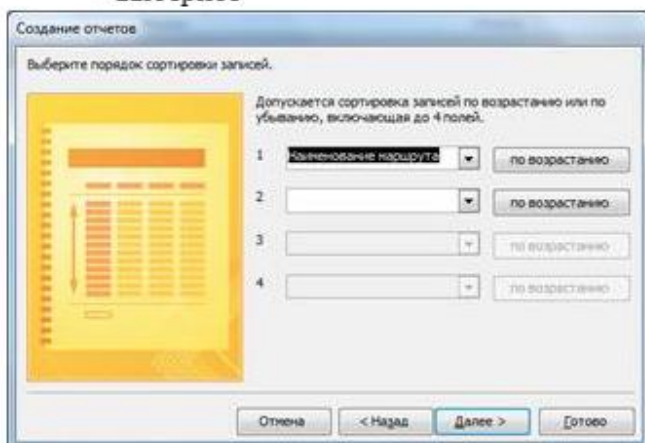 Создание отчетов
Выберите порядок сортировки записей.
Допускается сортировка записей по возрастанию или по
убыванию, включающая до 4 полей.
1 Наименование маршрута по возрастанию
2 по возрастанию
3 по возрастанию
4 по возрастанию
Отмена < Назад Далее > Готово